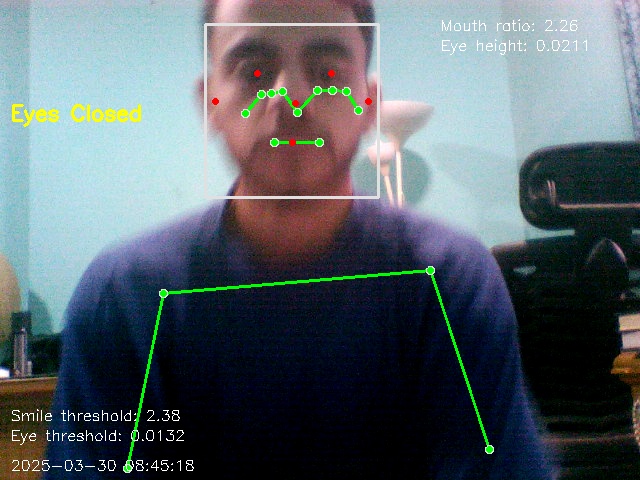 Mouth ratio: 2.26
Eye height: 0.0211
Eyes Closed
Smile threshold: 2.38
Eye threshold: 0.0132
2025-03-30 08:45:18